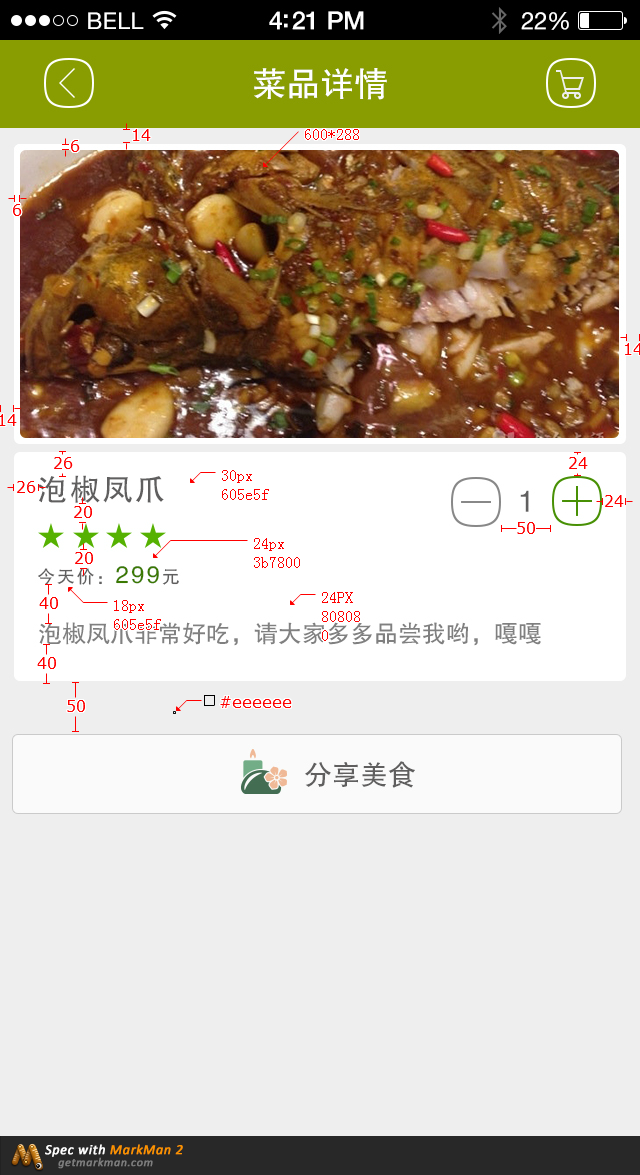 BELL 4:21 PM 22%
菜品详情
14
600*288
6
6
14
14
26
24
26
泡椒凤爪
30px
605e5f
1
24
20
50
24px
3b7800
20
今天价：299元
40
18px
605e5f
24PX
80808
0
泡椒凤爪非常好吃，请大家多多品尝我哟，嘎嘎
40
50
#eeeeee
分享美食
Spec with MarkMan 2
getmarkman.com